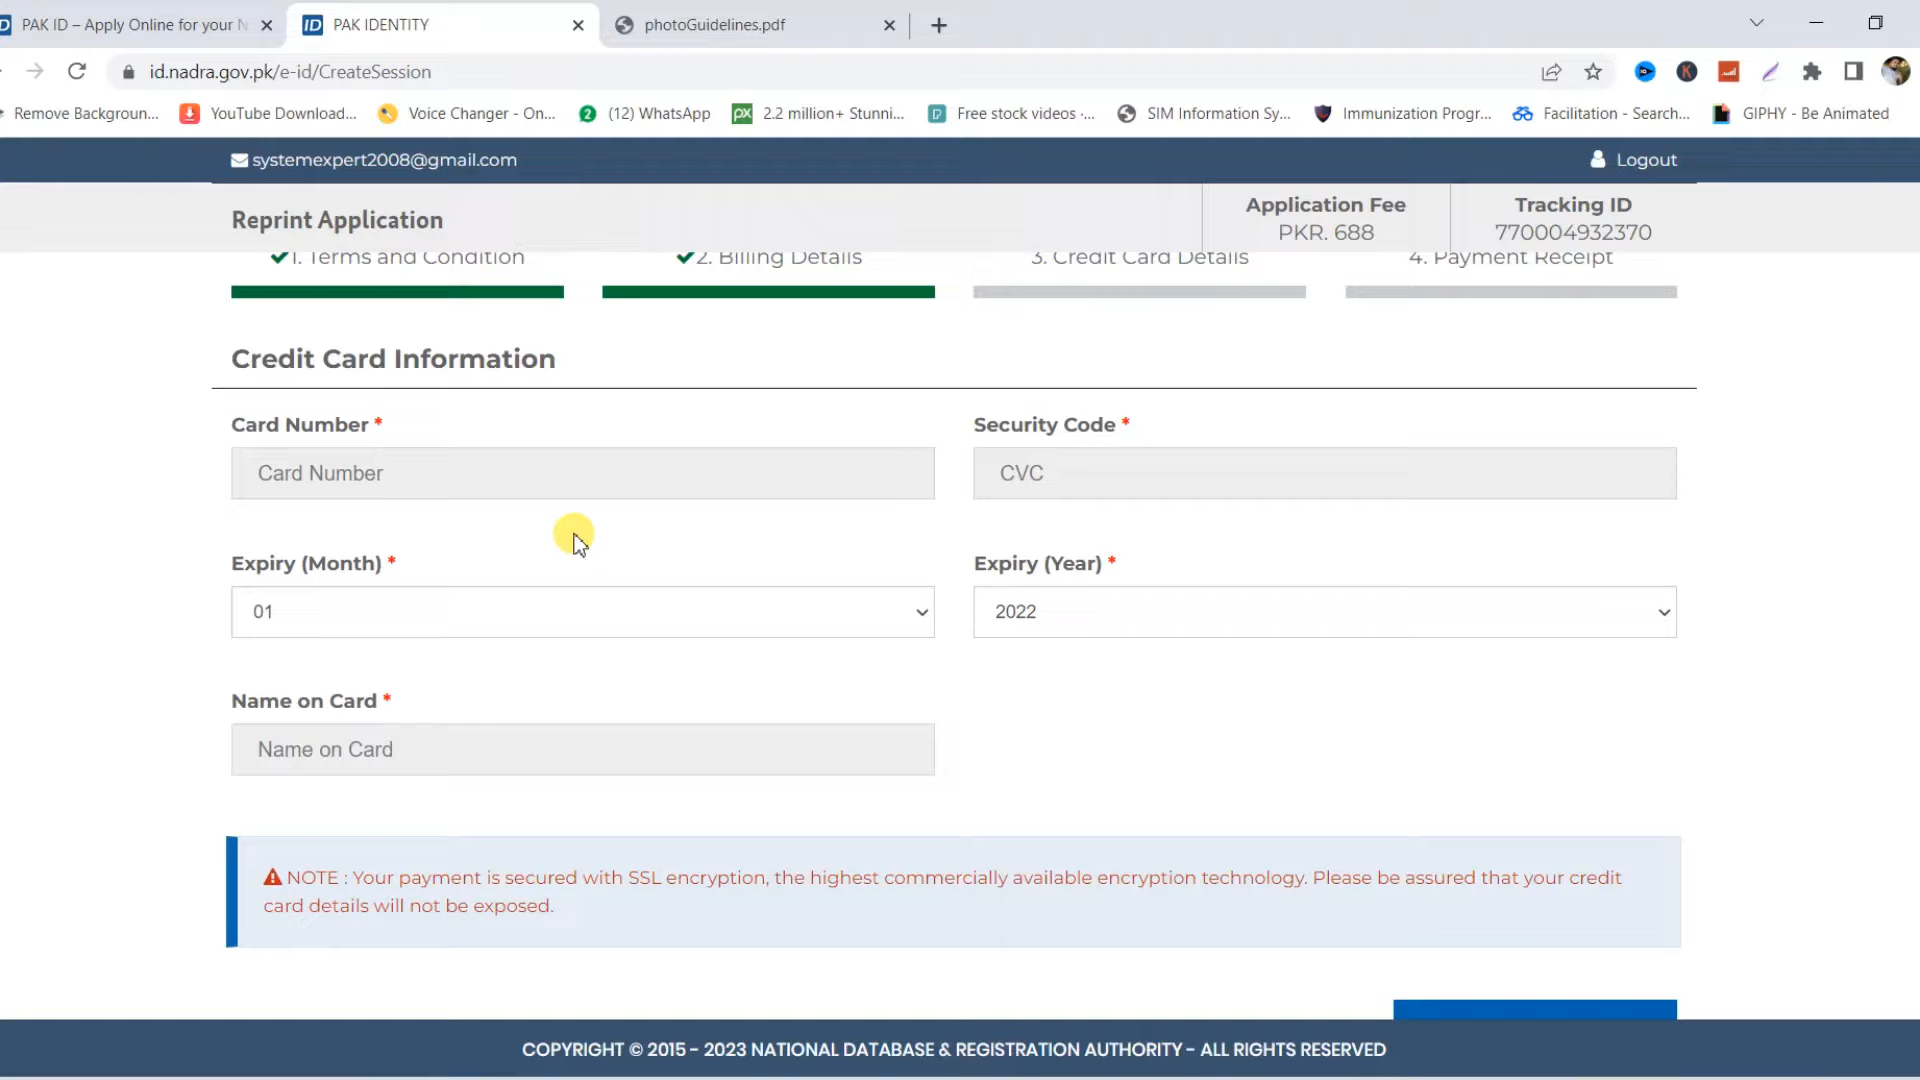 PAK ID – Apply Online for your N
PAK IDENTITY
photoGuidelines.pdf
id.nadra.gov.pk/e-id/CreateSession
Remove Backgroun...
YouTube Download...
Voice Changer - On...
(12) WhatsApp
2.2 million+ Stunni...
Free stock videos ·...
SIM Information Sy...
Immunization Progr...
Facilitation - Search...
GIPHY - Be Animated
systemexpert2008@gmail.com
Logout
Reprint Application
Application Fee
PKR. 688
Tracking ID
770004932370
1. Terms and Condition
2. Billing Details
3. Credit Card Details
4. Payment Receipt
Credit Card Information
Card Number *
Security Code *
Card Number
CVC
Expiry (Month) *
Expiry (Year) *
01
2022
Name on Card *
Name on Card
NOTE : Your payment is secured with SSL encryption, the highest commercially available encryption technology. Please be assured that your credit
card details will not be exposed.
COPYRIGHT © 2015 - 2023 NATIONAL DATABASE & REGISTRATION AUTHORITY - ALL RIGHTS RESERVED